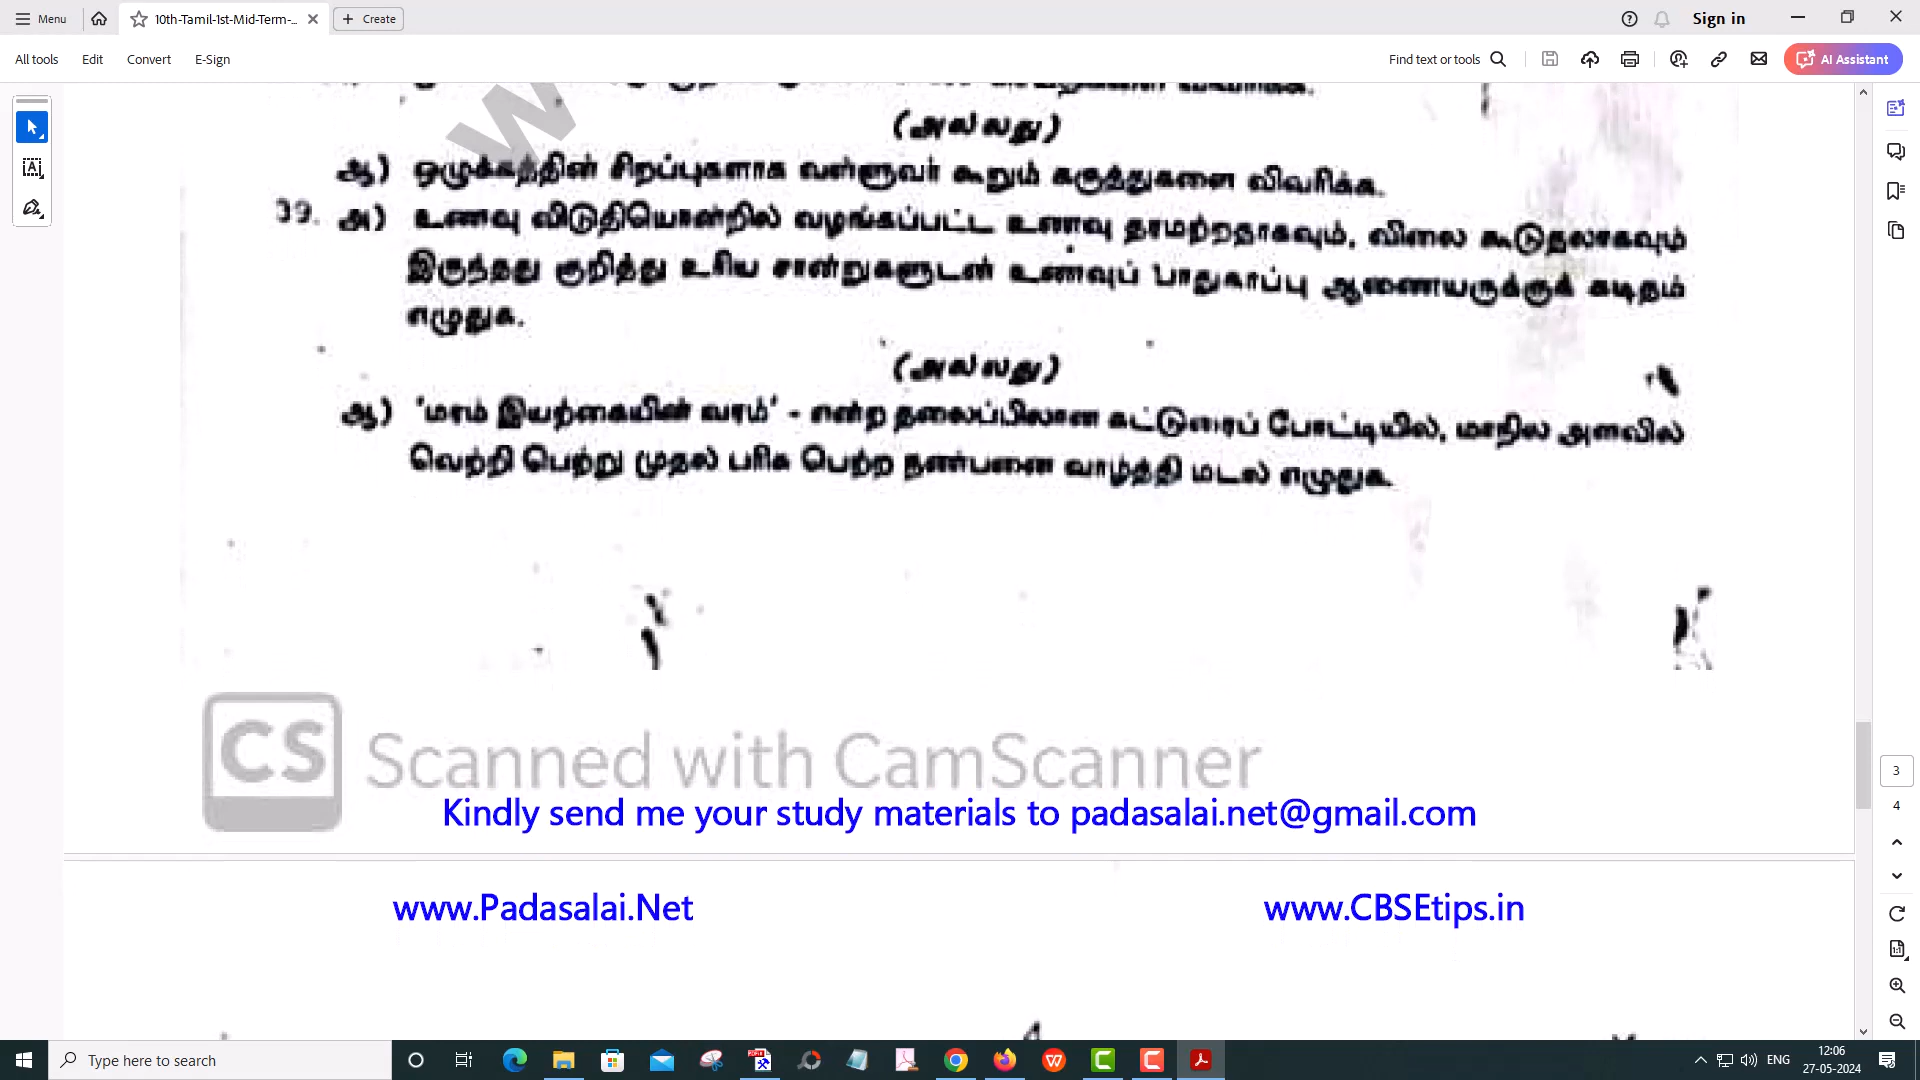 Menu
10th-Tamil-1st-Mid-Term-...
Create
Sign in
All tools Edit Convert E-Sign
Find text or tools
AI Assistant
W
(அல்லது)
ஆ) ஒழுக்கத்தின் சிறப்புகளாக வள்ளுவர் கூறும் கருத்துகளை விவரிக்க.
39. அ) உணவு விடுதியொன்றில் வழங்கப்பட்ட உணவு தரமற்றதாகவும், விலை கூடுதலாகவும்
இருந்தது குறித்து உரிய சான்றுகளுடன் உணவுப் பாதுகாப்பு ஆணையருக்குக் கடிதம்
எழுதுக.
(அல்லது)
ஆ) 'மரம் இயற்கையின் வரம்' - என்ற தலைப்பிலான கட்டுரைப் போட்டியில், மாநில அளவில்
வெற்றி பெற்று முதல் பரிசு பெற்ற நண்பனை வாழ்த்தி மடல் எழுதுக.
CS Scanned with CamScanner
Kindly send me your study materials to padasalai.net@gmail.com
3
4
www.Padasalai.Net www.CBSEtips.in
Type here to search
ENG
12:06
27-05-2024